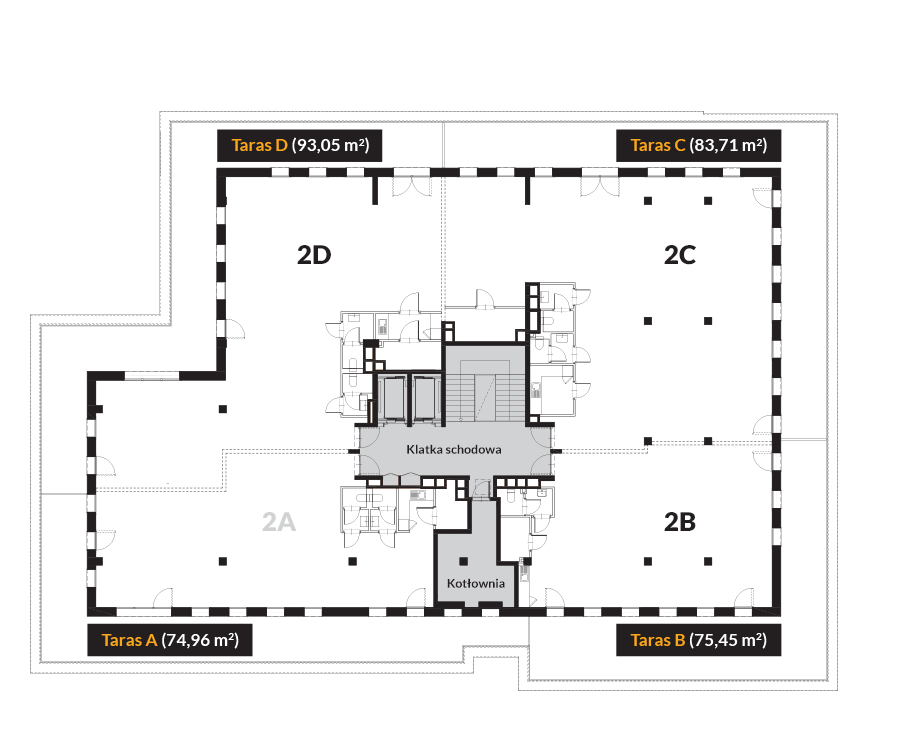 Taras D (93,05 m²)
Taras C (83,71 m²)
2D
2C
Klatka schodowa
2A
2B
Kotłownia
Taras A (74,96 m²)
Taras B (75,45 m²)